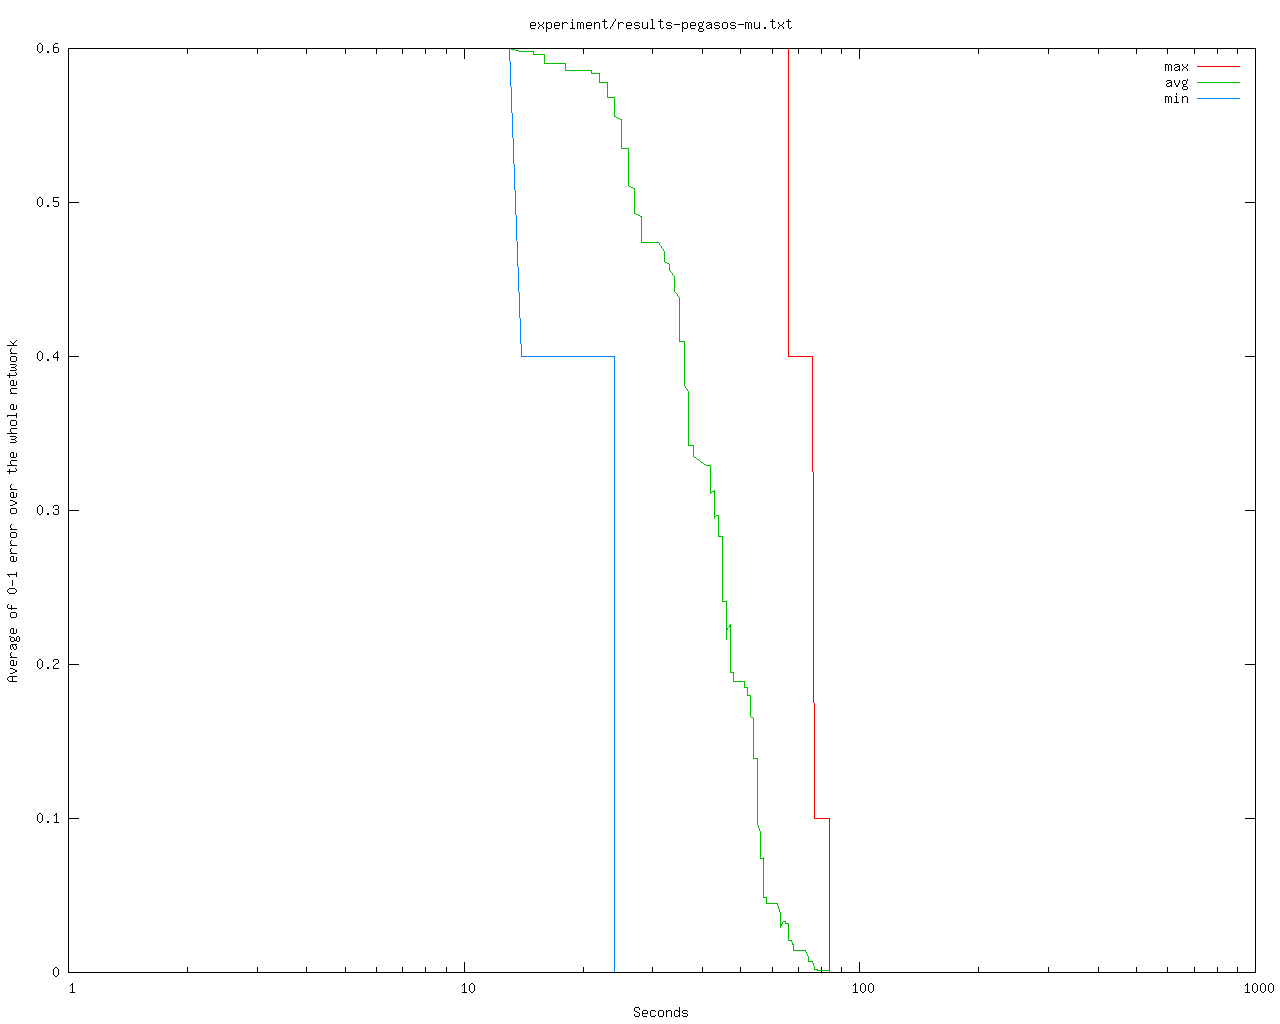 experiment/results-pegasos-mu.txt
max
avg
min
0.6
0.5
0.4
0.3
0.2
0.1
0
Average of 0-1 error over the whole network
1 10 100 1000
Seconds